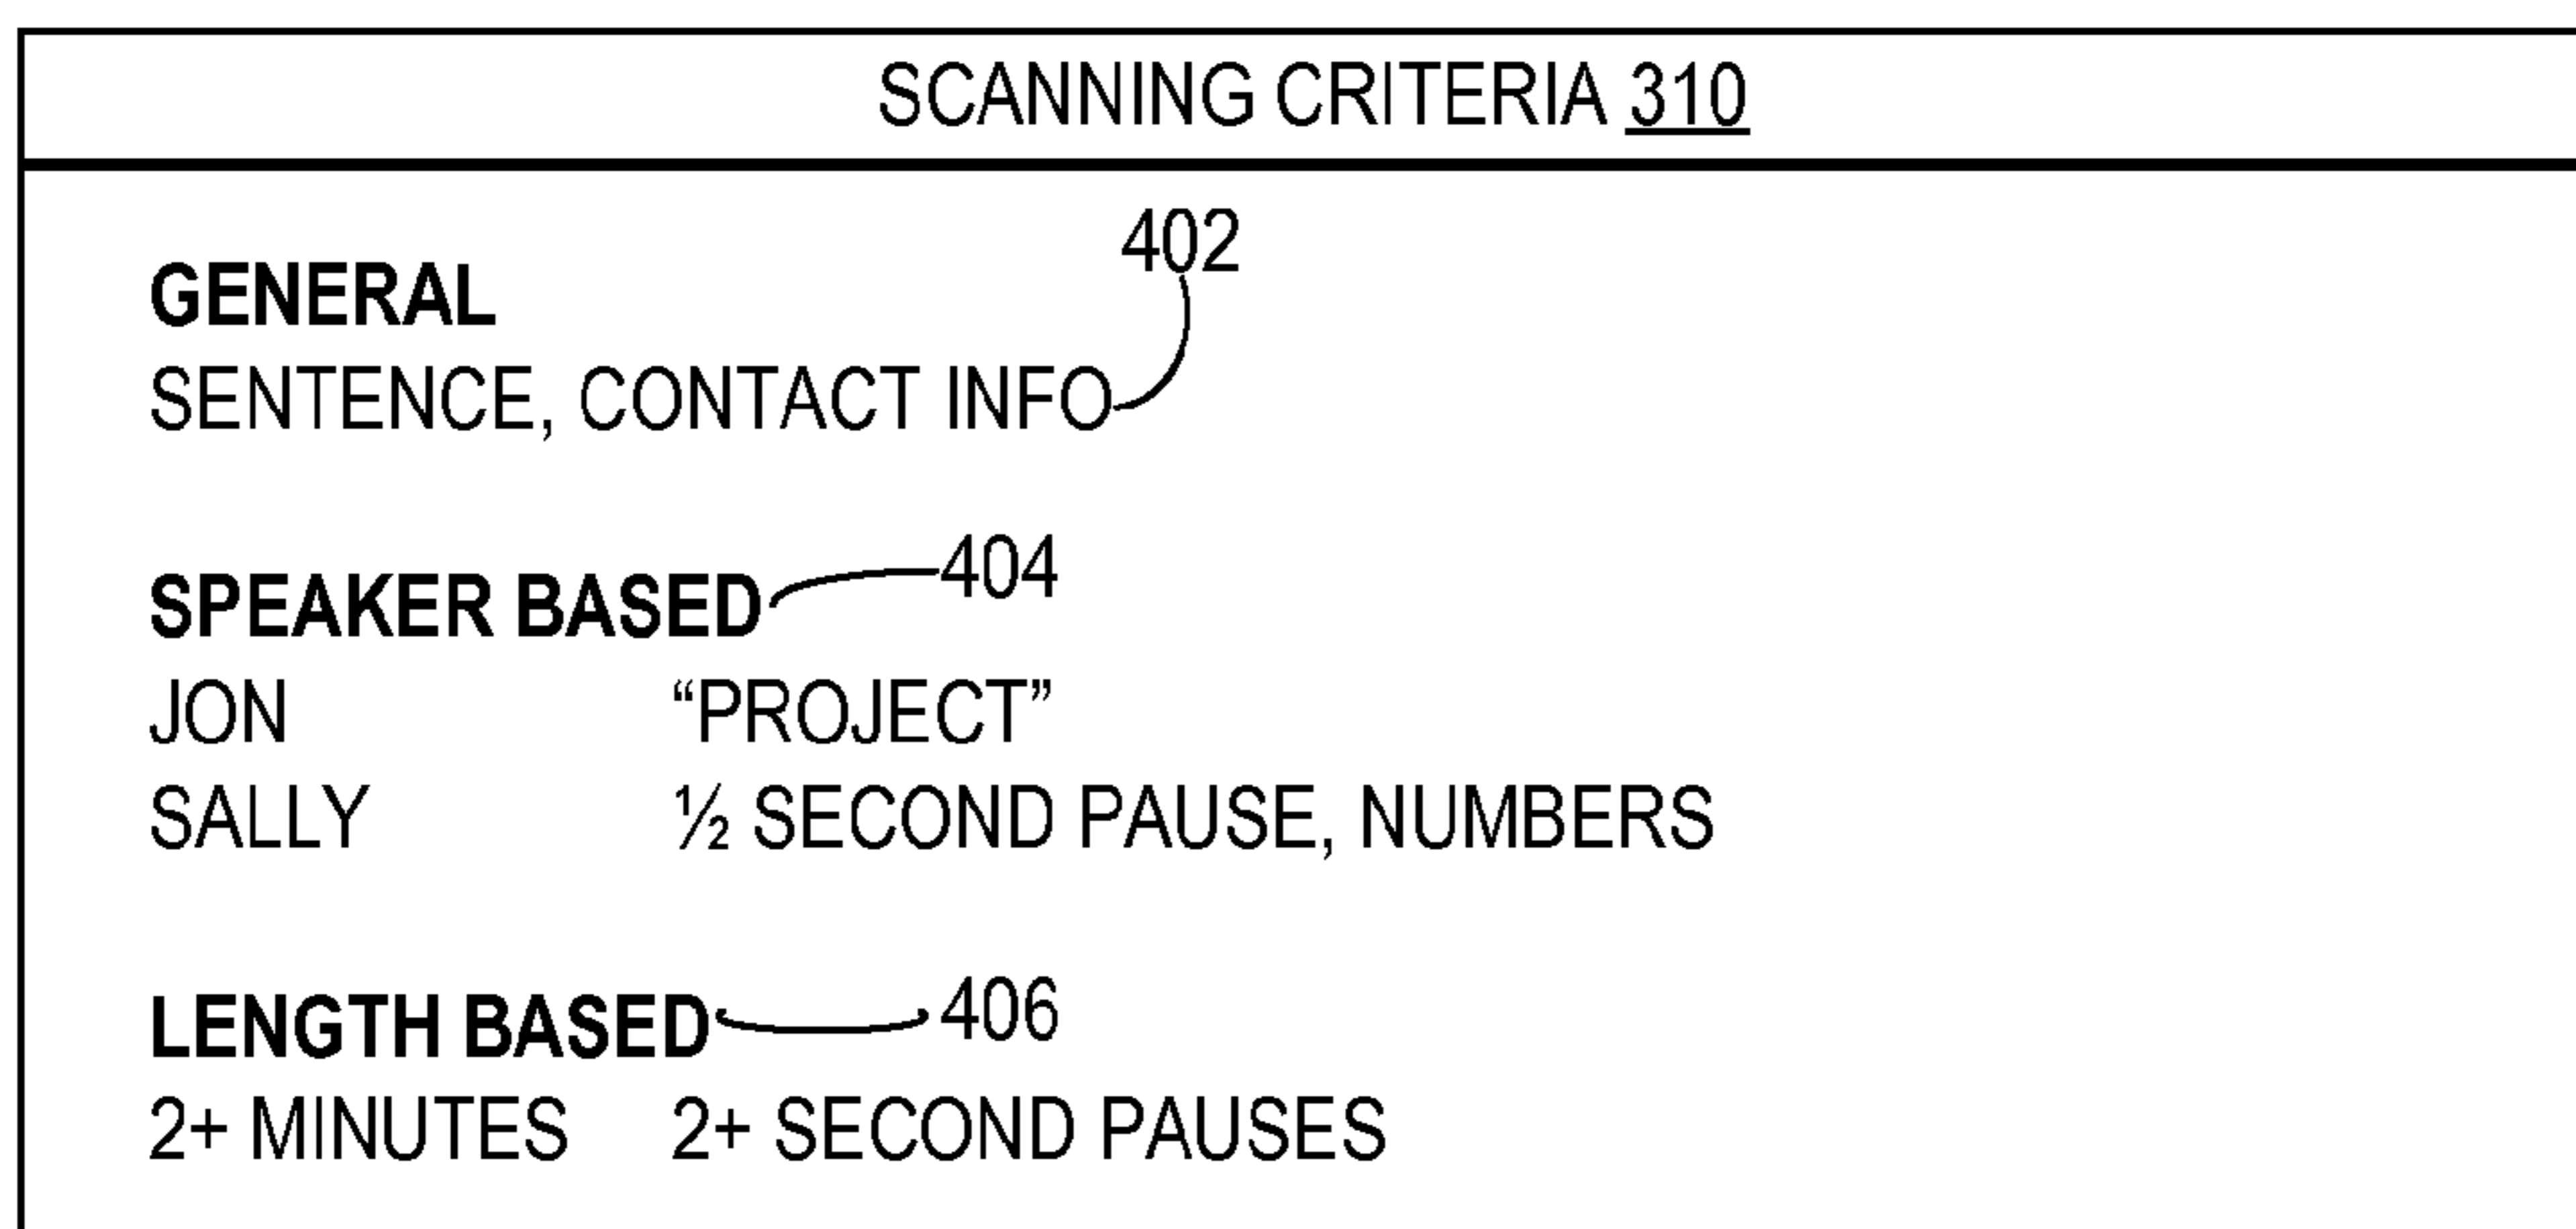 SCANNING CRITERIA 310
402
GENERAL
SENTENCE, CONTACT INFO
SPEAKER BASED 404
JON “PROJECT”
SALLY ½ SECOND PAUSE, NUMBERS
LENGTH BASED 406
2+ MINUTES 2+ SECOND PAUSES